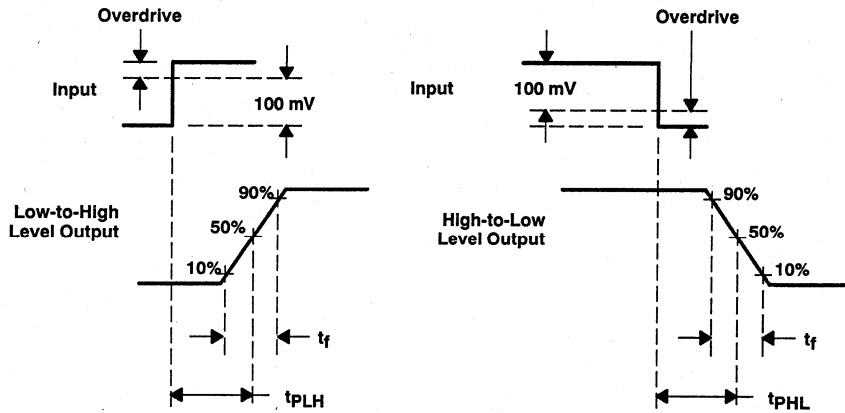 Overdrive
Input
100 mV
Low-to-High
Level Output
90%
50%
10%
tf
tPLH
Overdrive
Input
100 mV
High-to-Low
Level Output
90%
50%
10%
tf
tPHL